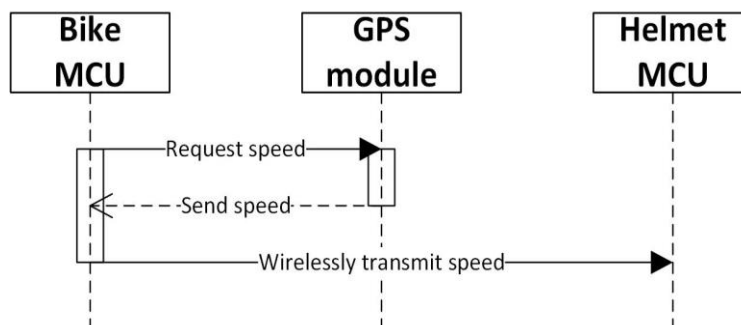 Bike
MCU
GPS
module
Helmet
MCU
Request speed
Send speed
Wirelessly transmit speed